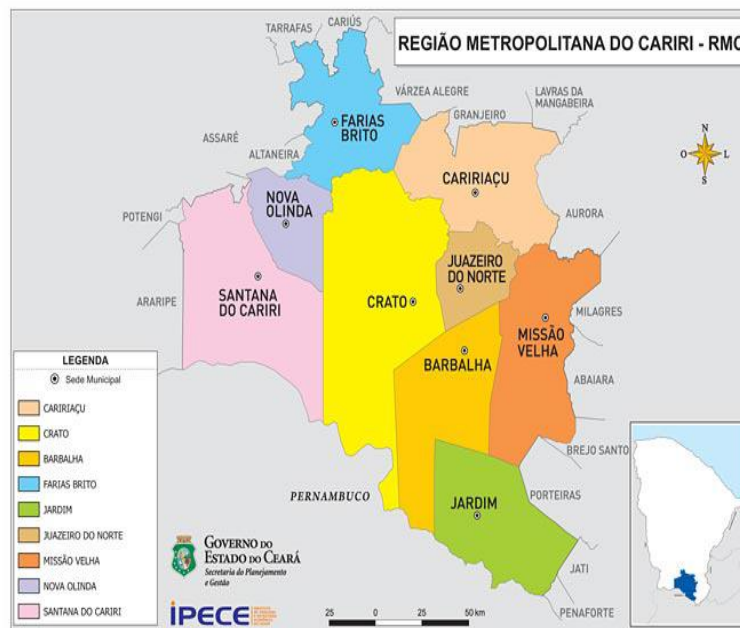 REGIÃO METROPOLITANA DO CARIRI - RMC
TARRAFAS
CARIÚS
VÁRZEA ALEGRE
LAVRAS DA
MANGABEIRA
GRANJEIRO
FARIAS
BRITO
ASSARÉ
ALTANEIRA
N
O
L
S
CARIRIAÇU
NOVA
OLINDA
POTENGI
AURORA
JUAZEIRO
DO NORTE
SANTANA
DO CARIRI
ARARIPE
CRATO
MILAGRES
MISSÃO
VELHA
BARBALHA
ABAIARA
BREJO SANTO
PERNAMBUCO
JARDIM
PORTEIRAS
JATI
PENAFORTE
LEGENDA
Sede Municipal
CARIRIAÇU
CRATO
BARBALHA
FARIAS BRITO
JARDIM
JUAZEIRO DO NORTE
MISSÃO VELHA
NOVA OLINDA
SANTANA DO CARIRI
GOVERNO DO
ESTADO DO CEARÁ
Secretaria do Planejamento
e Gestão
IPECE
25 0 25 50 km